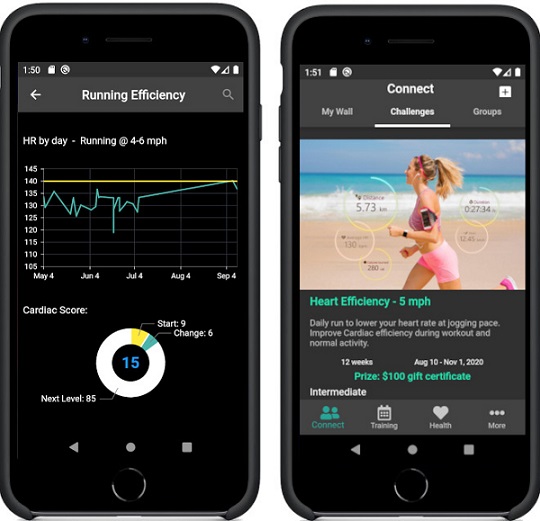 1:50
Running Efficiency
HR by day - Running @ 4-6 mph
145
140
135
130
125
120
115
110
105
May 4 Jun 4 Jul 4 Aug 4 Sep 4
Cardiac Score:
Start: 9
Change: 6
15
Next Level: 85
1:51
Connect
My Wall Challenges Groups
Distance
5.73 km
Duration
0:27:34
130
12.45
280
Heart Efficiency - 5 mph
Daily run to lower your heart rate at jogging pace.
Improve Cardiac efficiency during workout and
normal activity.
12 weeks Aug 10 - Nov 1, 2020
Prize: $100 gift certificate
Intermediate
Connect Training Health More